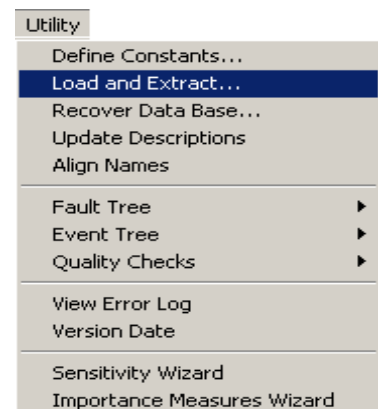 Utility
Define Constants...
Load and Extract...
Recover Data Base...
Update Descriptions
Align Names
Fault Tree
Event Tree
Quality Checks
View Error Log
Version Date
Sensitivity Wizard
Importance Measures Wizard